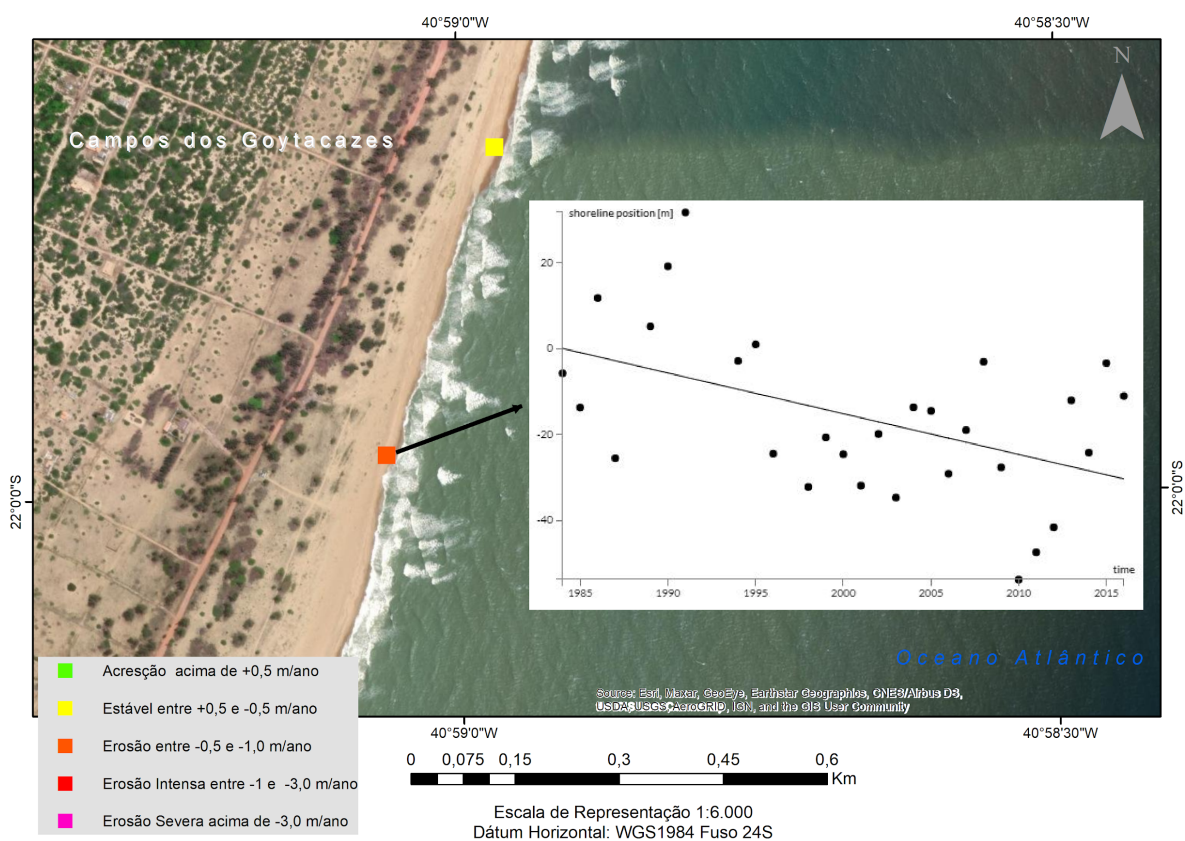 40°59'0"W
40°58'30"W
N
Campos dos Goytacazes
shoreline position [m]
20
0
-20
-40
time
1985
1990
1995
2000
2005
2010
2015
22°0'0"S
22°0'0"S
Oceano Atlântico
Source: Esri, Maxar, GeoEye, Earthstar Geographics, CNES/Airbus DS,
USDA, USGS, AeroGRID, IGN, and the GIS User Community
Acresção acima de +0,5 m/ano
Estável entre +0,5 e -0,5 m/ano
Erosão entre -0,5 e -1,0 m/ano
Erosão Intensa entre -1 e -3,0 m/ano
Erosão Severa acima de -3,0 m/ano
40°59'0"W
40°58'30"W
0 0,075 0,15 0,3 0,45 0,6
Km
Escala de Representação 1:6.000
Dátum Horizontal: WGS1984 Fuso 24S